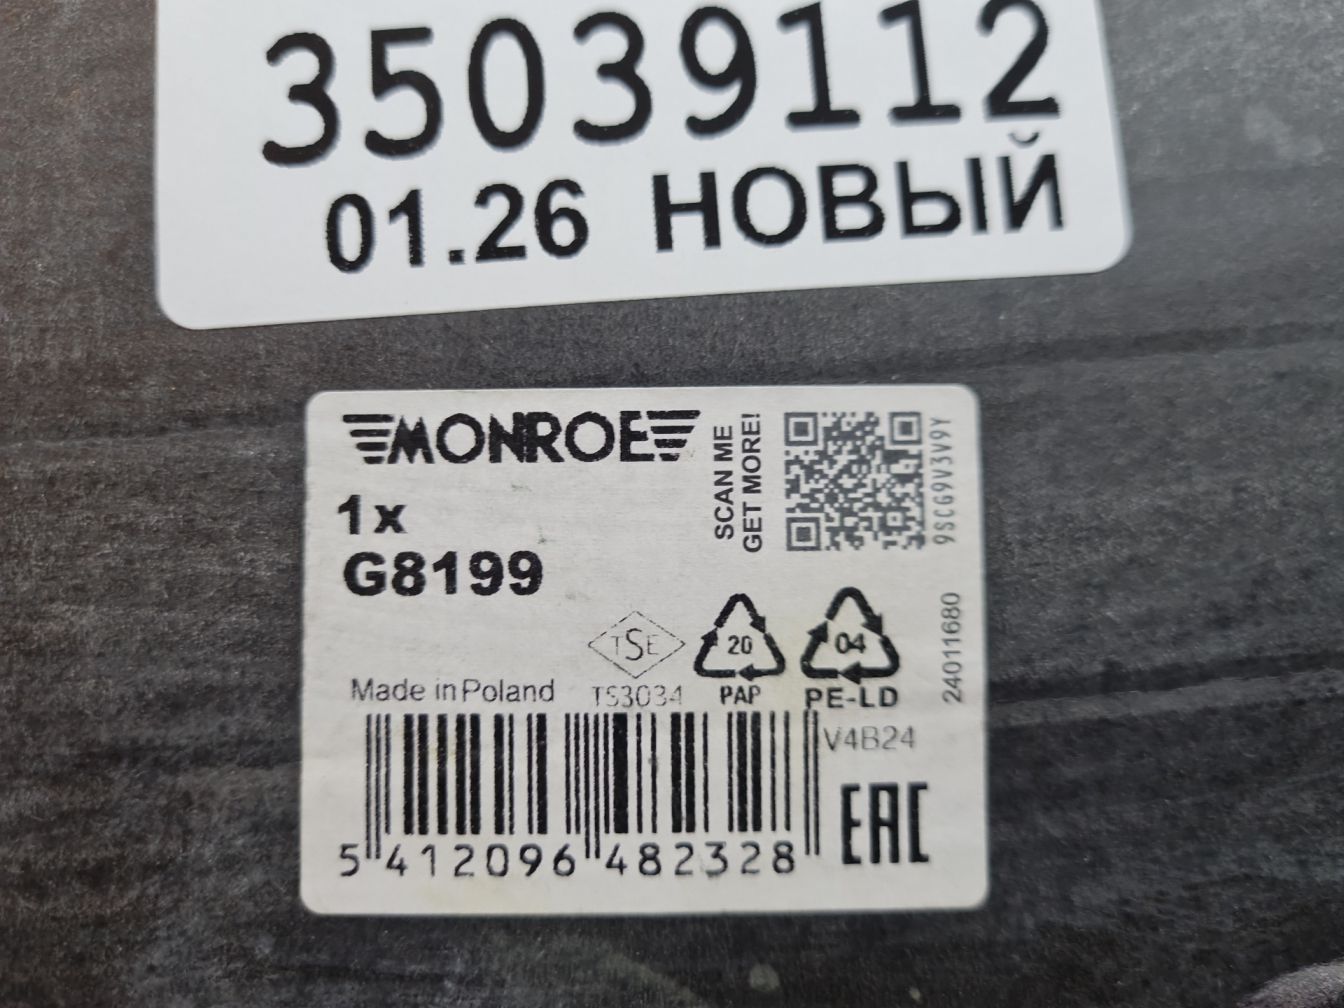 35039112
01.26 НОВЫЙ
MONROE
SCAN ME
GET MORE!
9SCG9V3V9Y
1x
G8199
24011680
TSE
20
04
Made in Poland
TS3034
PAP
PE-LD
V4B24
EAC
5 412096 482328